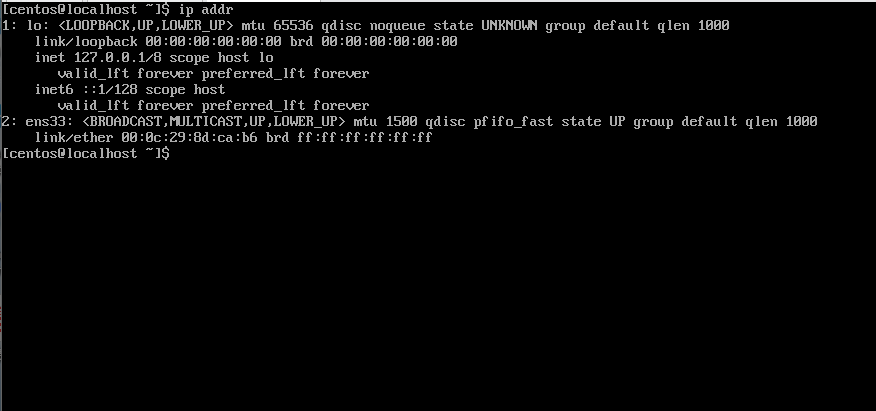 [centos@localhost ~]$ ip addr
1: lo: <LOOPBACK,UP,LOWER_UP> mtu 65536 qdisc noqueue state UNKNOWN group default qlen 1000
    link/loopback 00:00:00:00:00:00 brd 00:00:00:00:00:00
    inet 127.0.0.1/8 scope host lo
       valid_lft forever preferred_lft forever
    inet6 ::1/128 scope host
       valid_lft forever preferred_lft forever
2: ens33: <BROADCAST,MULTICAST,UP,LOWER_UP> mtu 1500 qdisc pfifo_fast state UP group default qlen 1000
    link/ether 00:0c:29:8d:ca:b6 brd ff:ff:ff:ff:ff:ff
[centos@localhost ~]$